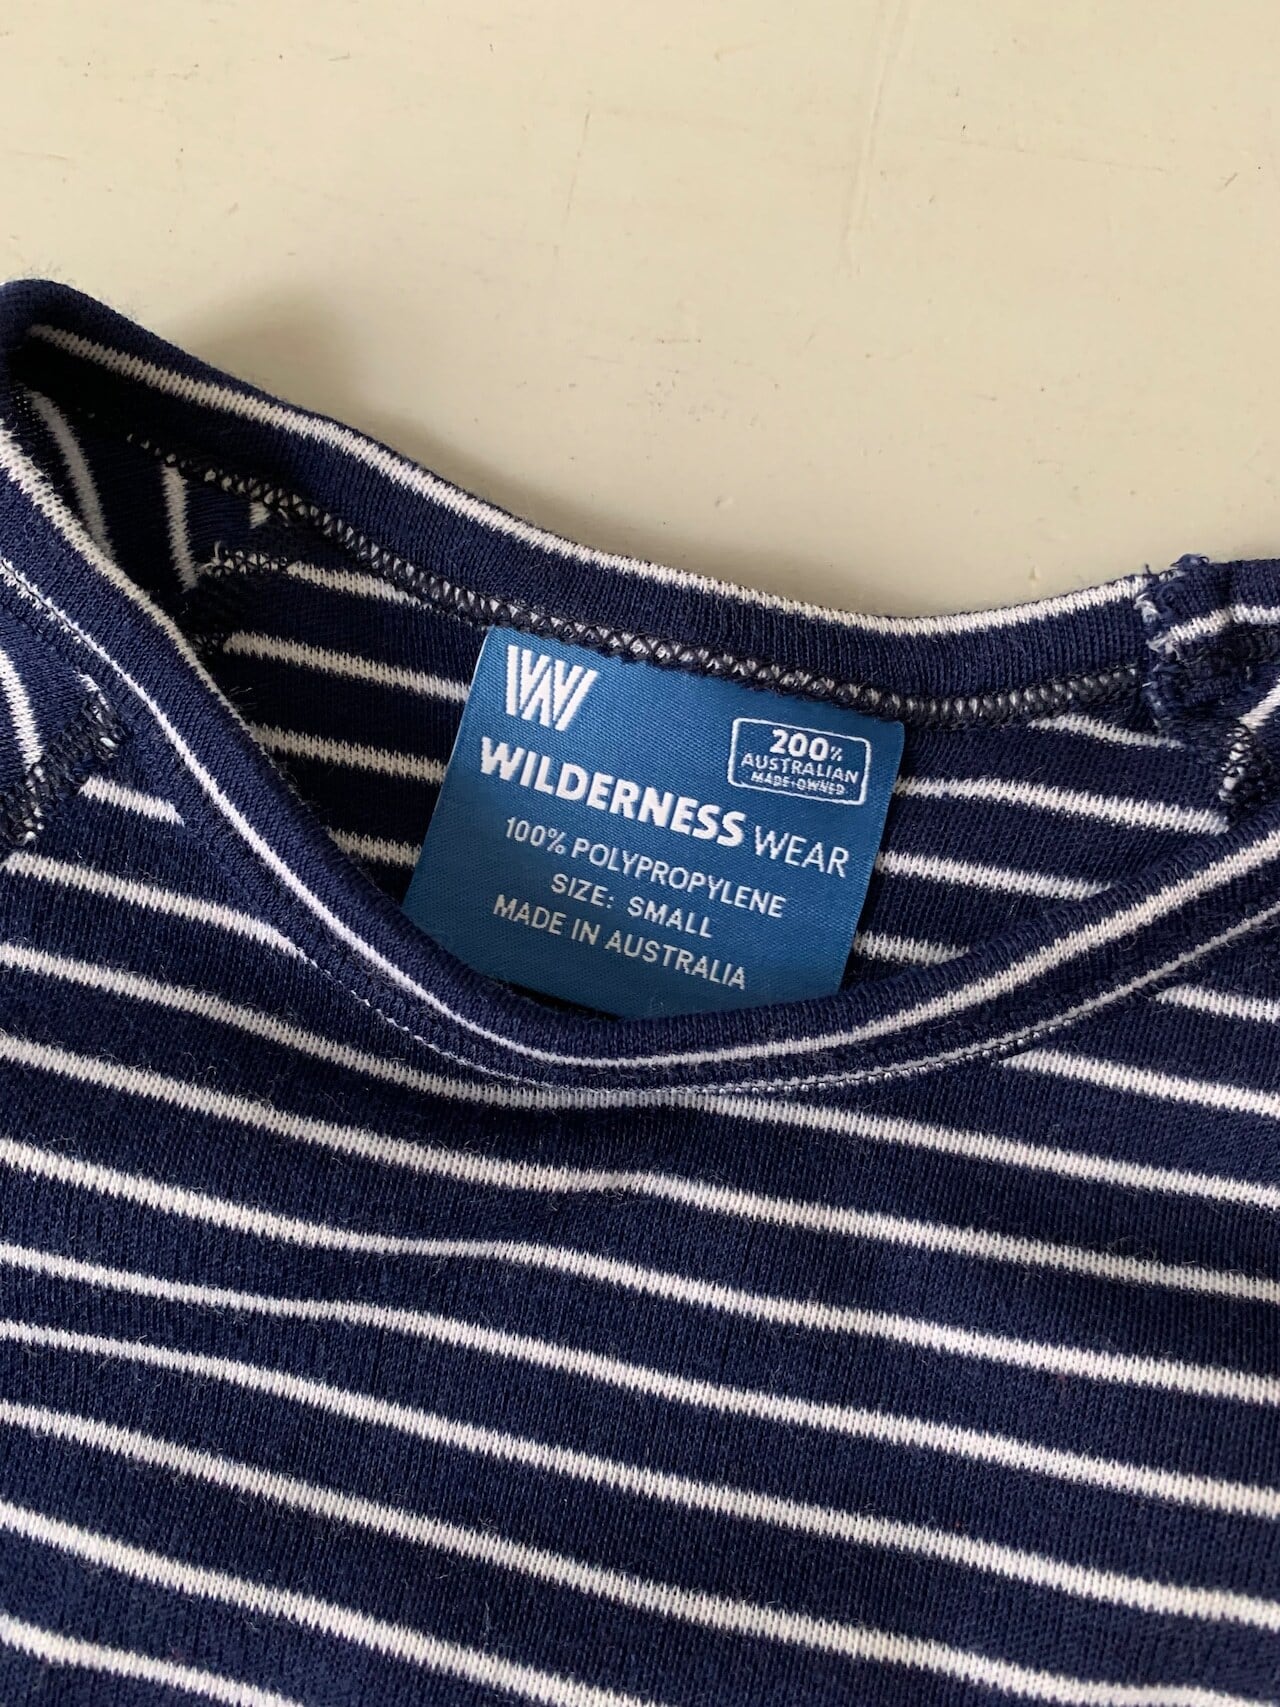 W
200%
AUSTRALIAN
MADE+OWNED
WILDERNESS WEAR
100% POLYPROPYLENE
SIZE: SMALL
MADE IN AUSTRALIA